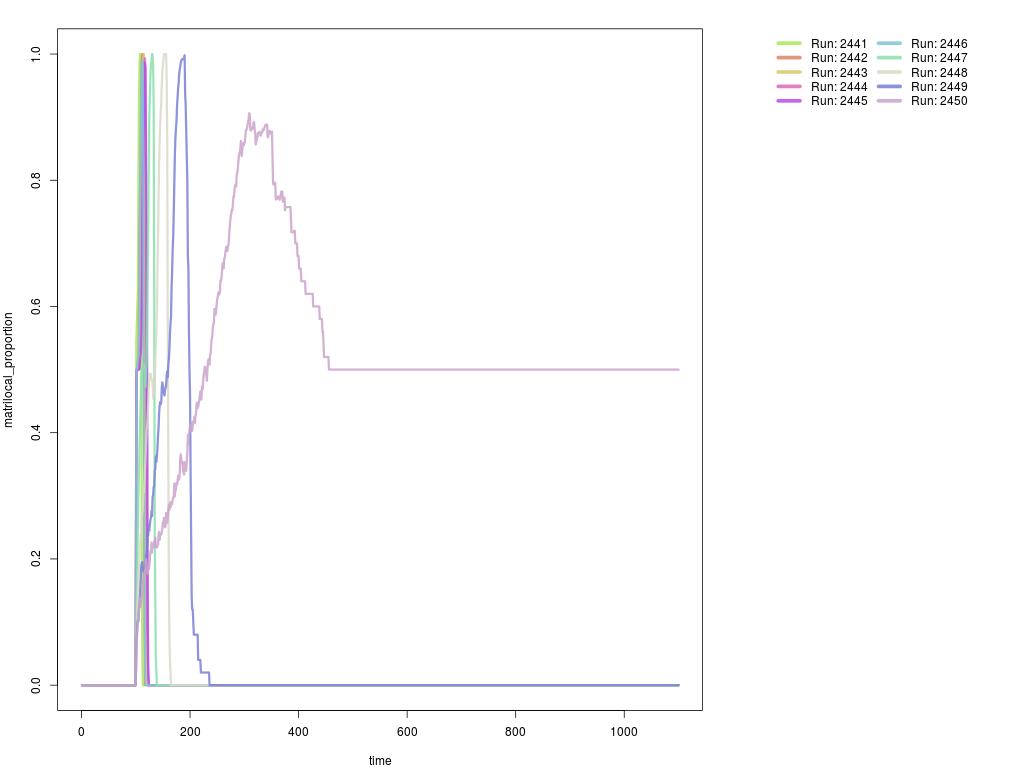 Run: 2441 Run: 2446
Run: 2442 Run: 2447
Run: 2443 Run: 2448
Run: 2444 Run: 2449
Run: 2445 Run: 2450
1.0
0.8
0.6
0.4
0.2
0.0
matrilocal_proportion
0 200 400 600 800 1000
time